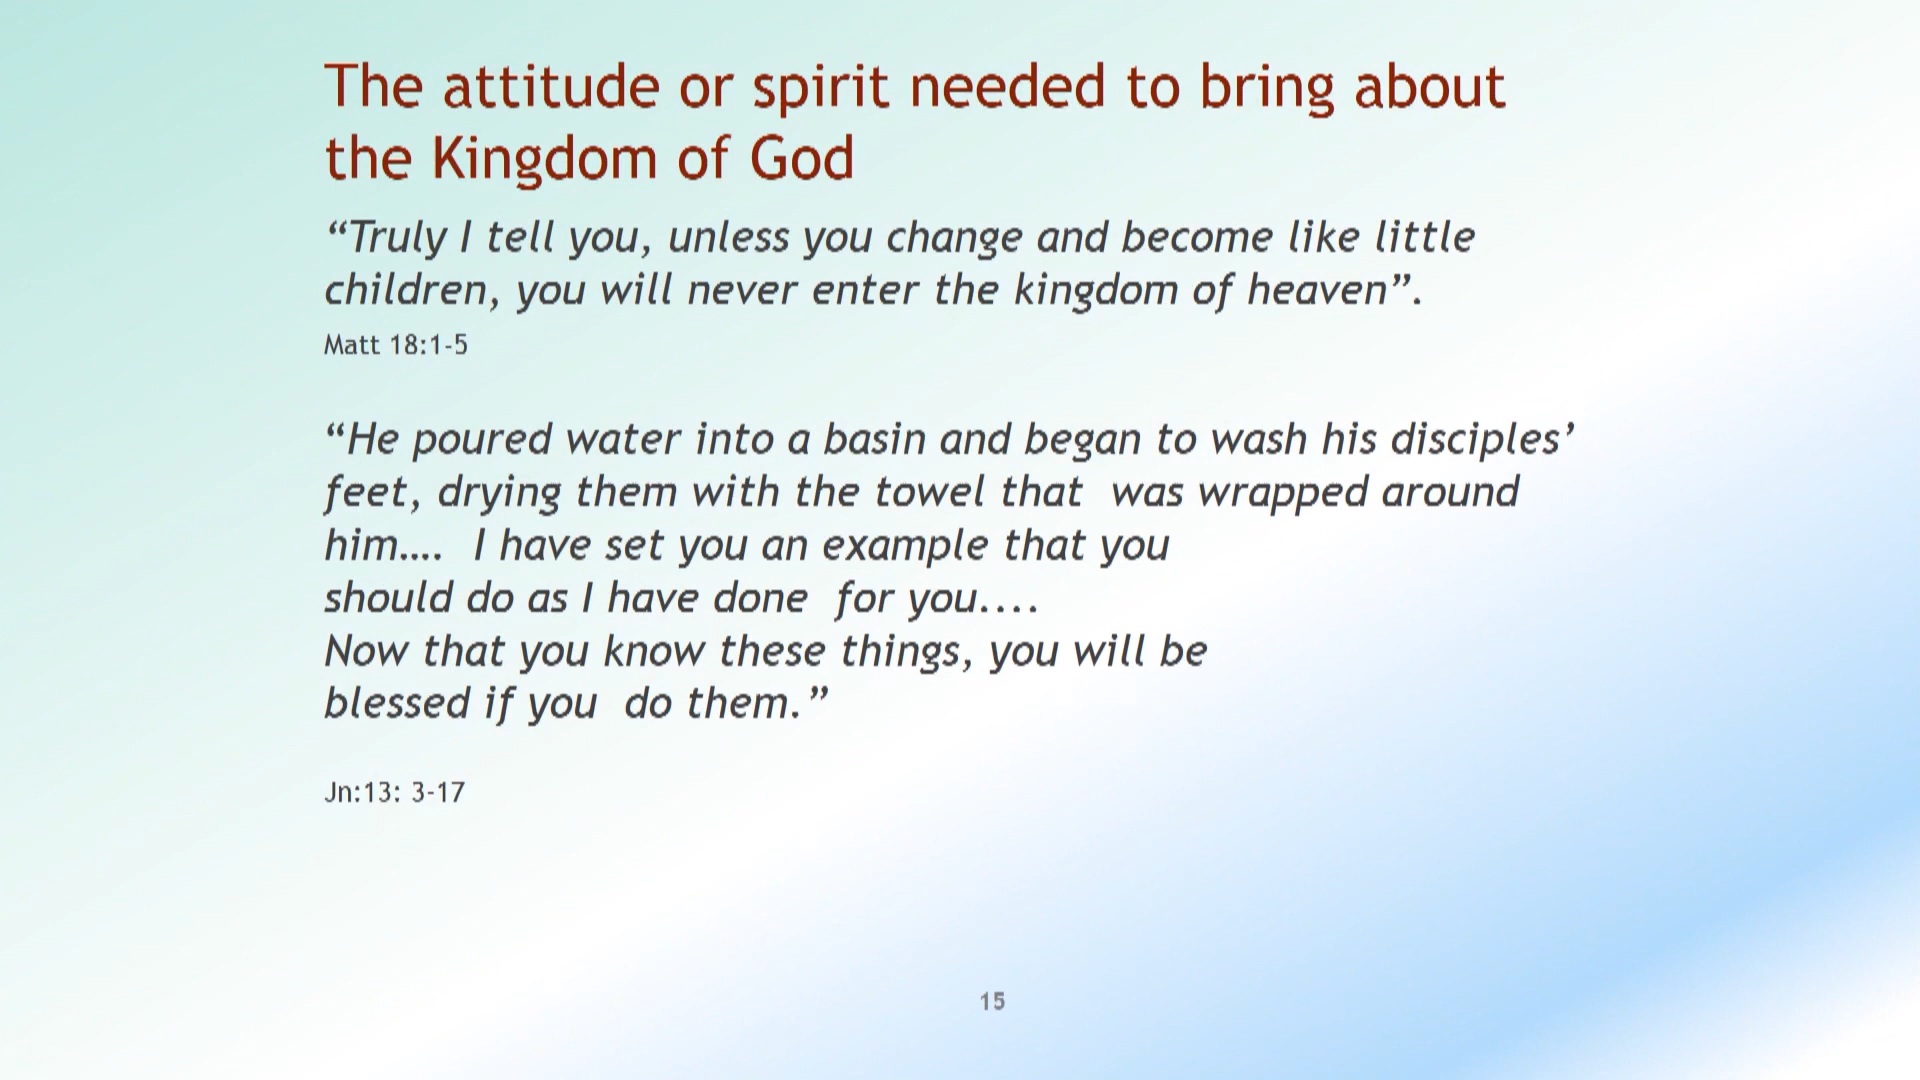 The attitude or spirit needed to bring about
the Kingdom of God
“Truly I tell you, unless you change and become like little
children, you will never enter the kingdom of heaven”.
Matt 18:1-5
“He poured water into a basin and began to wash his disciples’
feet, drying them with the towel that  was wrapped around
him….  I have set you an example that you
should do as I have done  for you....
Now that you know these things, you will be
blessed if you  do them.”
Jn:13: 3-17
15